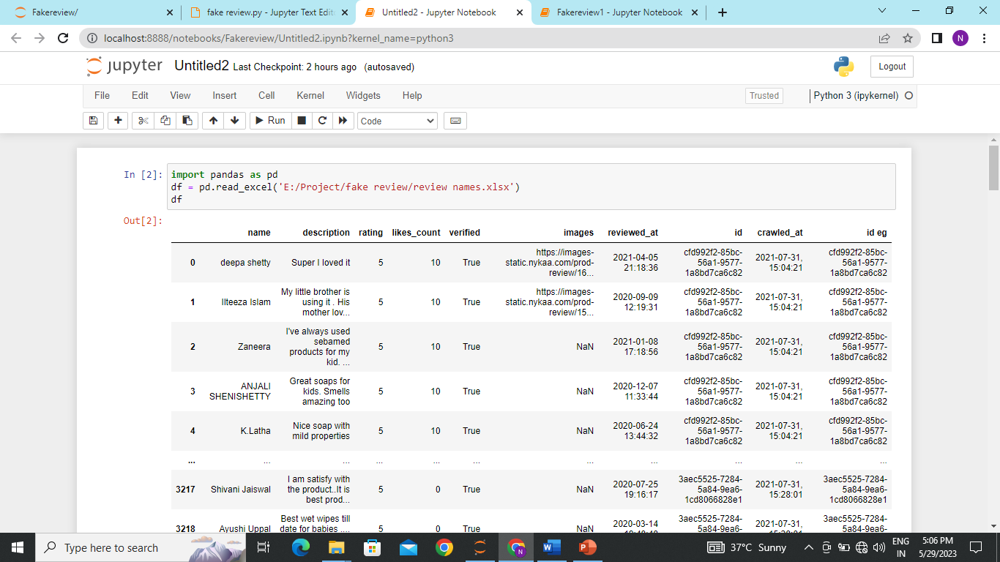 Fakereview/
fake review.py - Jupyter Text Edit
Untitled2 - Jupyter Notebook
Fakereview1 - Jupyter Notebook
localhost:8888/notebooks/Fakereview/Untitled2.ipynb?kernel_name=python3
N
jupyter Untitled2 Last Checkpoint: 2 hours ago (autosaved)
Logout
File Edit View Insert Cell Kernel Widgets Help
Trusted
Python 3 (ipykernel)
Run
Code
In [2]:
import pandas as pd
df = pd.read_excel('E:/Project/fake review/review names.xlsx')
df
Out[2]:
name description rating likes_count verified images reviewed_at id crawled_at id eg
0 deepa shetty Super I loved it 5 10 True https://images-static.nykaa.com/prod-review/16... 2021-04-05 21:18:36 cfd992f2-85bc-56a1-9577-1a8bd7ca6c82 2021-07-31, 15:04:21 cfd992f2-85bc-56a1-9577-1a8bd7ca6c82
1 Ilteeza Islam My little brother is using it . His mother lov... 5 10 True https://images-static.nykaa.com/prod-review/15... 2020-09-09 12:19:31 cfd992f2-85bc-56a1-9577-1a8bd7ca6c82 2021-07-31, 15:04:21 cfd992f2-85bc-56a1-9577-1a8bd7ca6c82
2 Zaneera I've always used sebamed products for my kid. ... 5 10 True NaN 2021-01-08 17:18:56 cfd992f2-85bc-56a1-9577-1a8bd7ca6c82 2021-07-31, 15:04:21 cfd992f2-85bc-56a1-9577-1a8bd7ca6c82
3 ANJALI SHENISHETTY Great soaps for kids. Smells amazing too 5 10 True NaN 2020-12-07 11:33:44 cfd992f2-85bc-56a1-9577-1a8bd7ca6c82 2021-07-31, 15:04:21 cfd992f2-85bc-56a1-9577-1a8bd7ca6c82
4 K.Latha Nice soap with mild properties 5 10 True NaN 2020-06-24 13:44:32 cfd992f2-85bc-56a1-9577-1a8bd7ca6c82 2021-07-31, 15:04:21 cfd992f2-85bc-56a1-9577-1a8bd7ca6c82
... ... ... ... ... ... ... ... ... ... ...
3217 Shivani Jaiswal I am satisfy with the product..It is best prod... 5 0 True NaN 2020-07-25 19:16:17 3aec5525-7284-5a84-9ea6-1cd8066828e1 2021-07-31, 15:28:01 3aec5525-7284-5a84-9ea6-1cd8066828e1
3218 Ayushi Uppal Best wet wipes till date for babies .... 5 0 True NaN 2020-03-14 3aec5525-7284-5a84-9ea6- 2021-07-31, 3aec5525-7284-5a84-9ea6-
Type here to search
N
37°C Sunny
ENG
IN
5:06 PM
5/29/2023